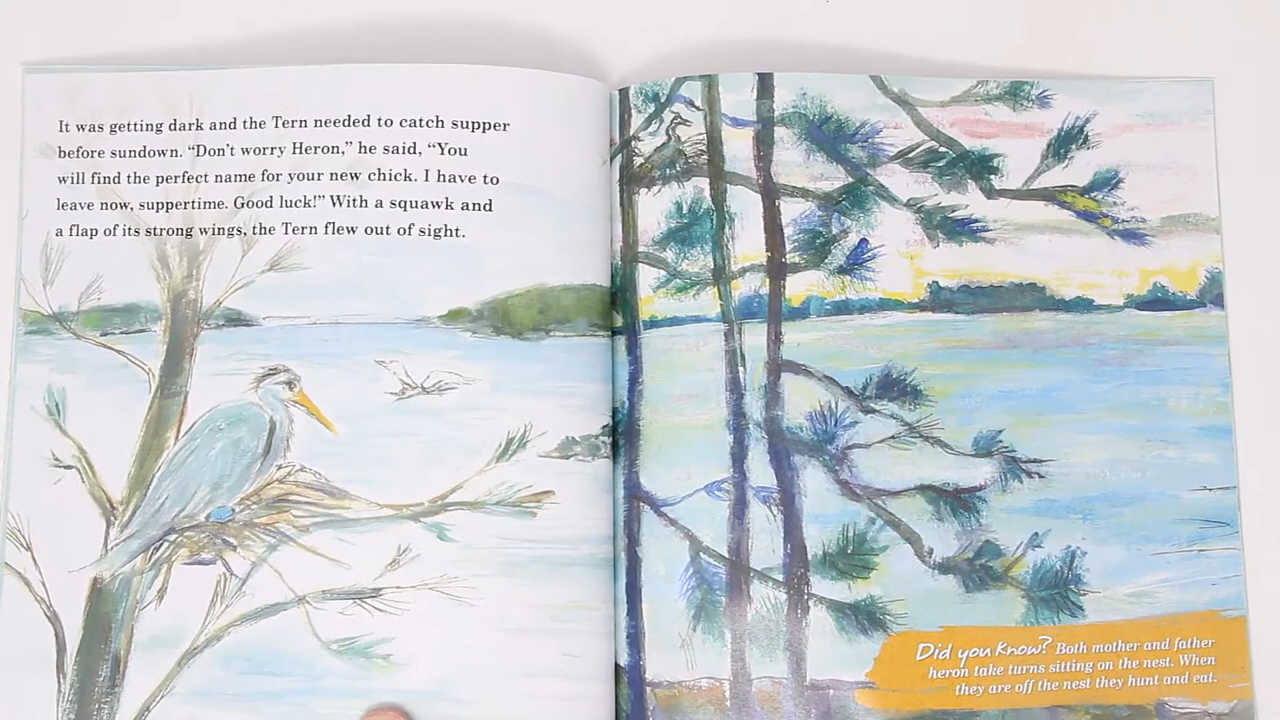 It was getting dark and the Tern needed to catch supper
before sundown. “Don’t worry Heron,” he said, “You
will find the perfect name for your new chick. I have to
leave now, suppertime. Good luck!” With a squawk and
a flap of its strong wings, the Tern flew out of sight.
Did you know? Both mother and father
heron take turns sitting on the nest. When
they are off the nest they hunt and eat.